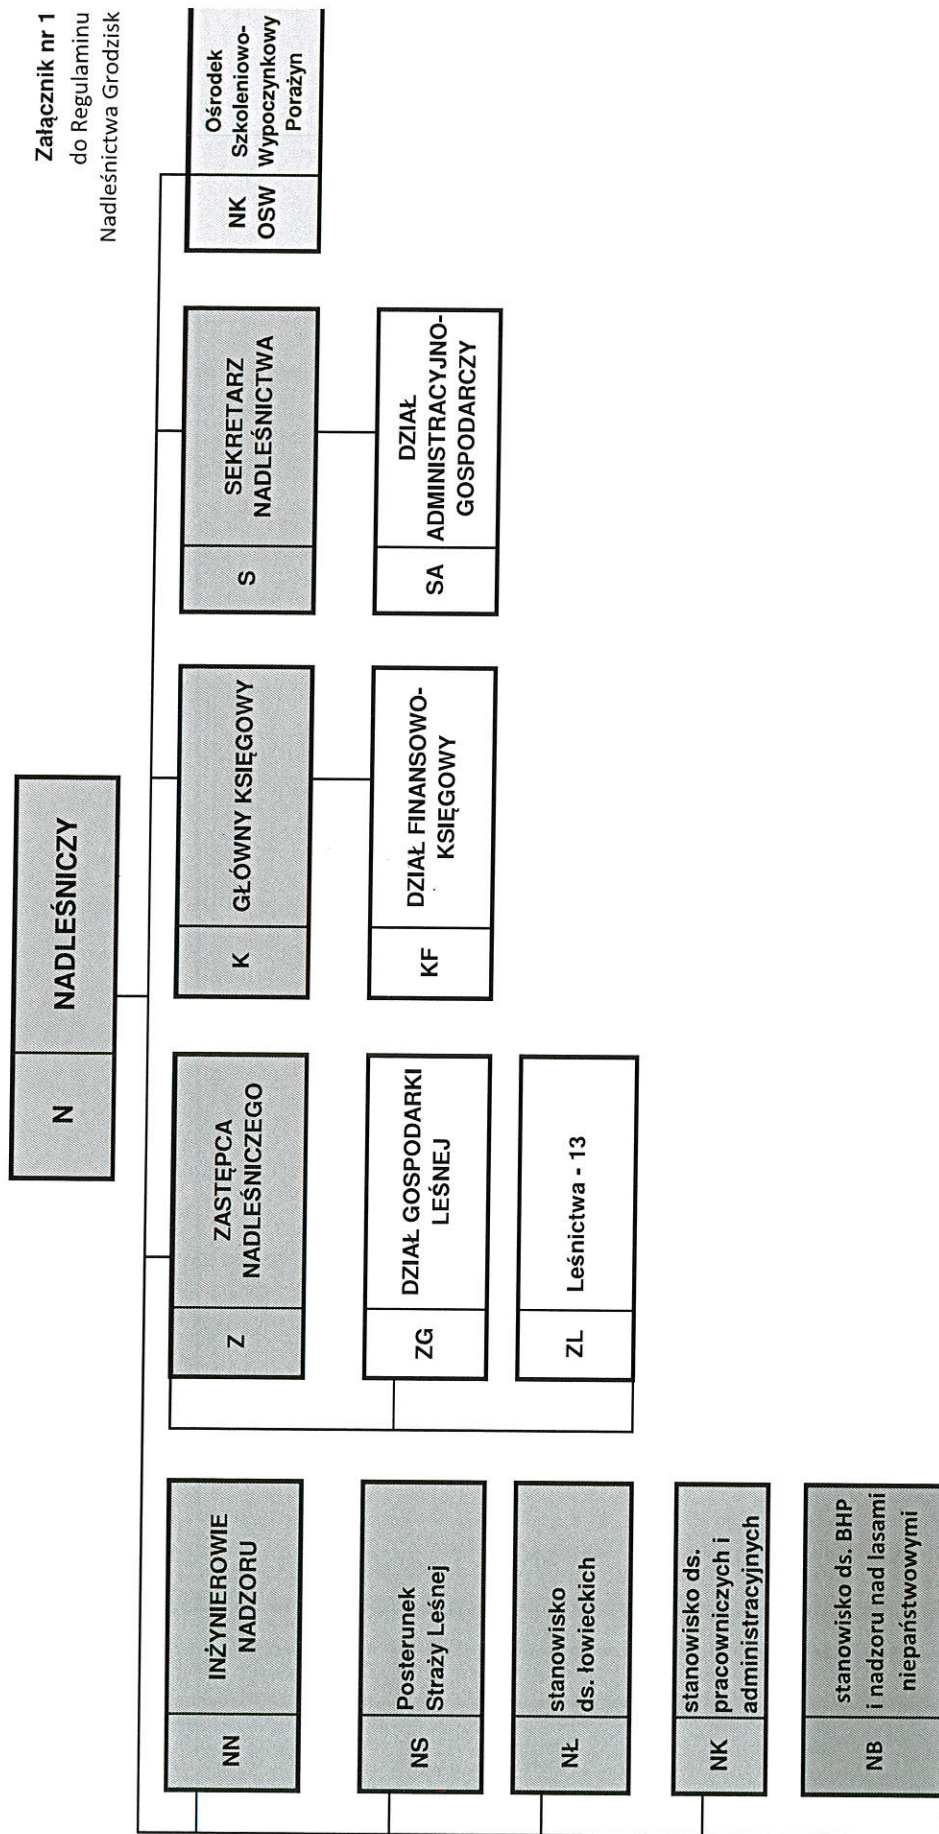 Załącznik nr 1
do Regulaminu
Nadleśnictwa Grodzisk
N
NADLEŚNICZY
NN
INŻYNIEROWIE
NADZORU
Z
ZASTĘPCA
NADLEŚNICZEGO
K
GŁÓWNY KSIĘGOWY
S
SEKRETARZ
NADLEŚNICTWA
NK
OSW
Ośrodek
Szkoleniowo-
Wypoczynkowy
Porażyn
NS
Posterunek
Straży Leśnej
ZG
DZIAŁ GOSPODARKI
LEŚNEJ
KF
DZIAŁ FINANSOWO-
KSIĘGOWY
SA
DZIAŁ
ADMINISTRACYJNO-
GOSPODARCZY
NŁ
stanowisko
ds. łowieckich
ZL
Leśnictwa - 13
NK
stanowisko ds.
pracowniczych i
administracyjnych
NB
stanowisko ds. BHP
i nadzoru nad lasami
niepaństwowymi